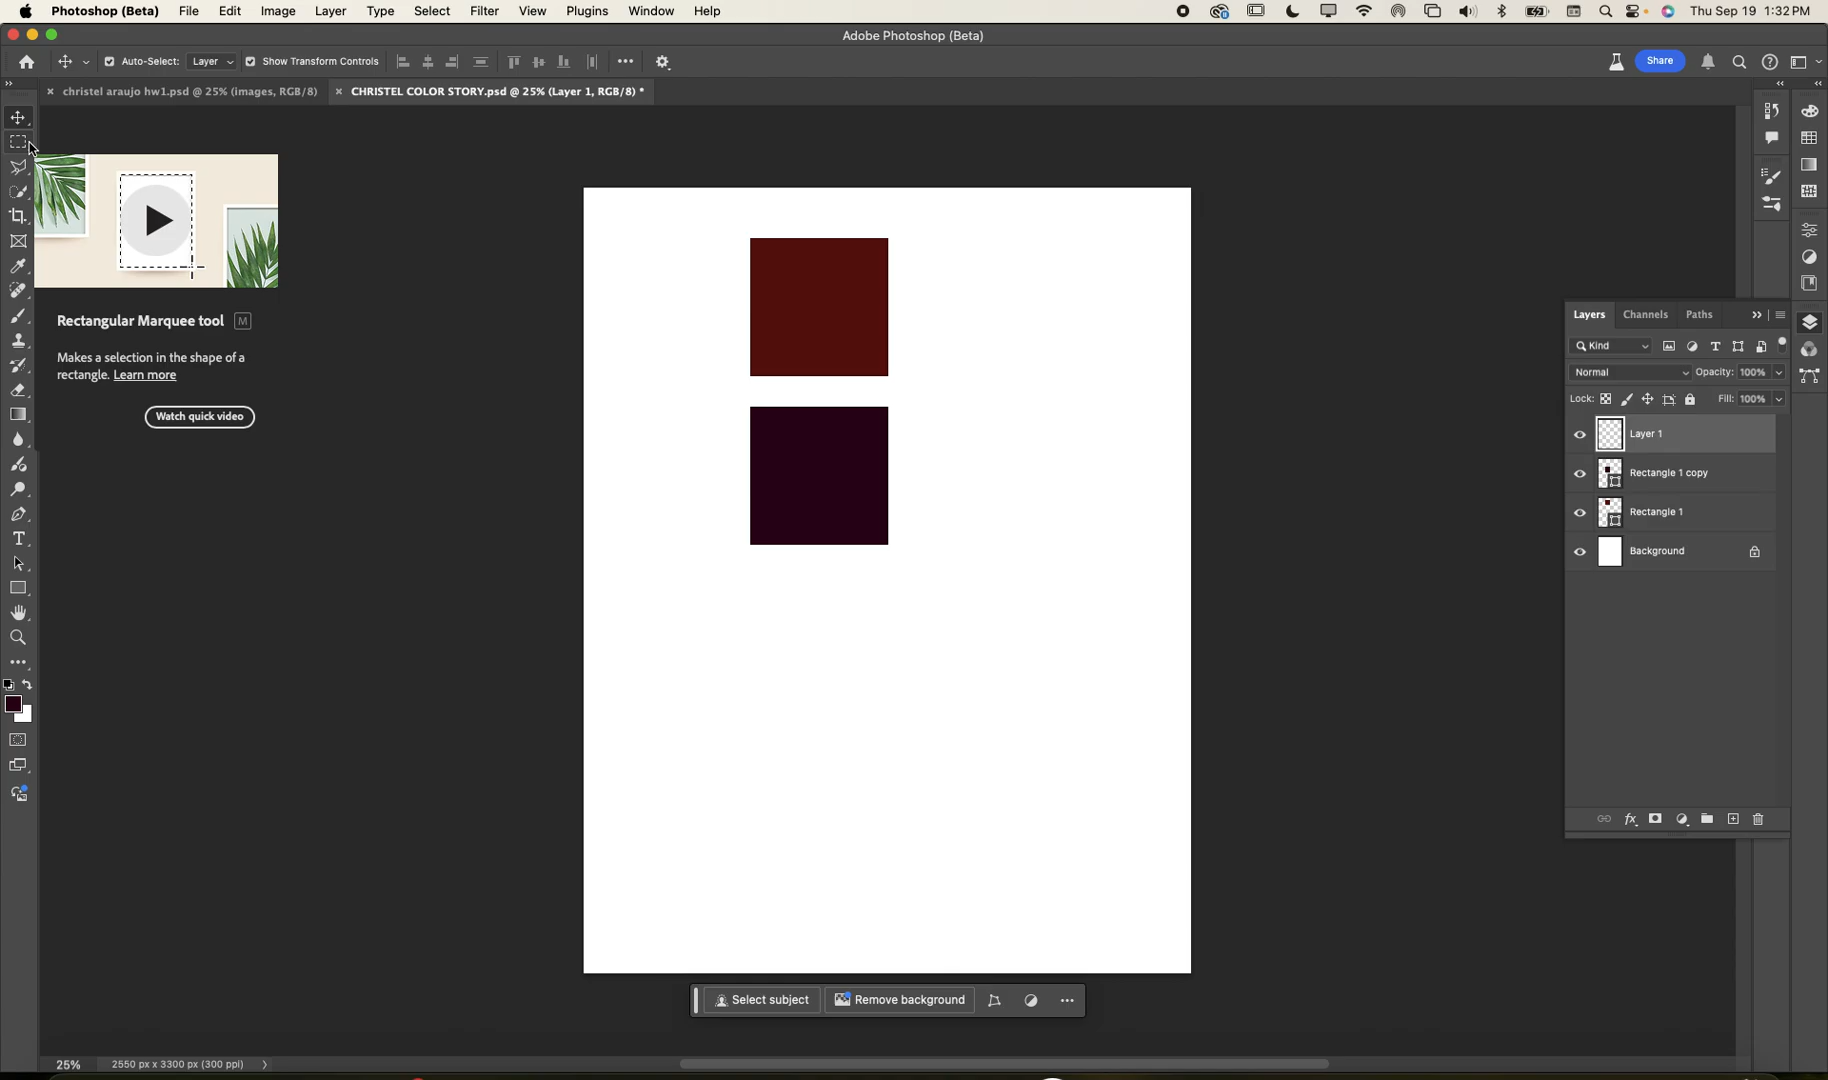 Photoshop (Beta) File Edit Image Layer Type Select Filter View Plugins Window Help Thu Sep 19 1:32 PM
Adobe Photoshop (Beta)
Auto-Select: Layer Show Transform Controls Share
christel araujo hw1.psd @ 25% (images, RGB/8) CHRISTEL COLOR STORY.psd @ 25% (Layer 1, RGB/8) *
Rectangular Marquee tool M
Makes a selection in the shape of a
rectangle. Learn more
Watch quick video
Layers Channels Paths
Kind
Normal Opacity: 100%
Lock: Fill: 100%
Layer 1
Rectangle 1 copy
Rectangle 1
Background
Select subject Remove background
25% 2550 px x 3300 px (300 ppi)